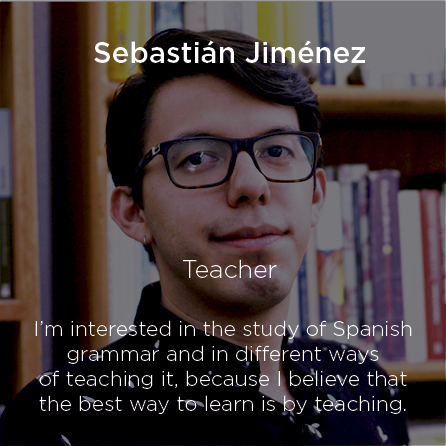 Sebastián Jiménez
Teacher
I'm interested in the study of Spanish
grammar and in different ways
of teaching it, because I believe that
the best way to learn is by teaching.